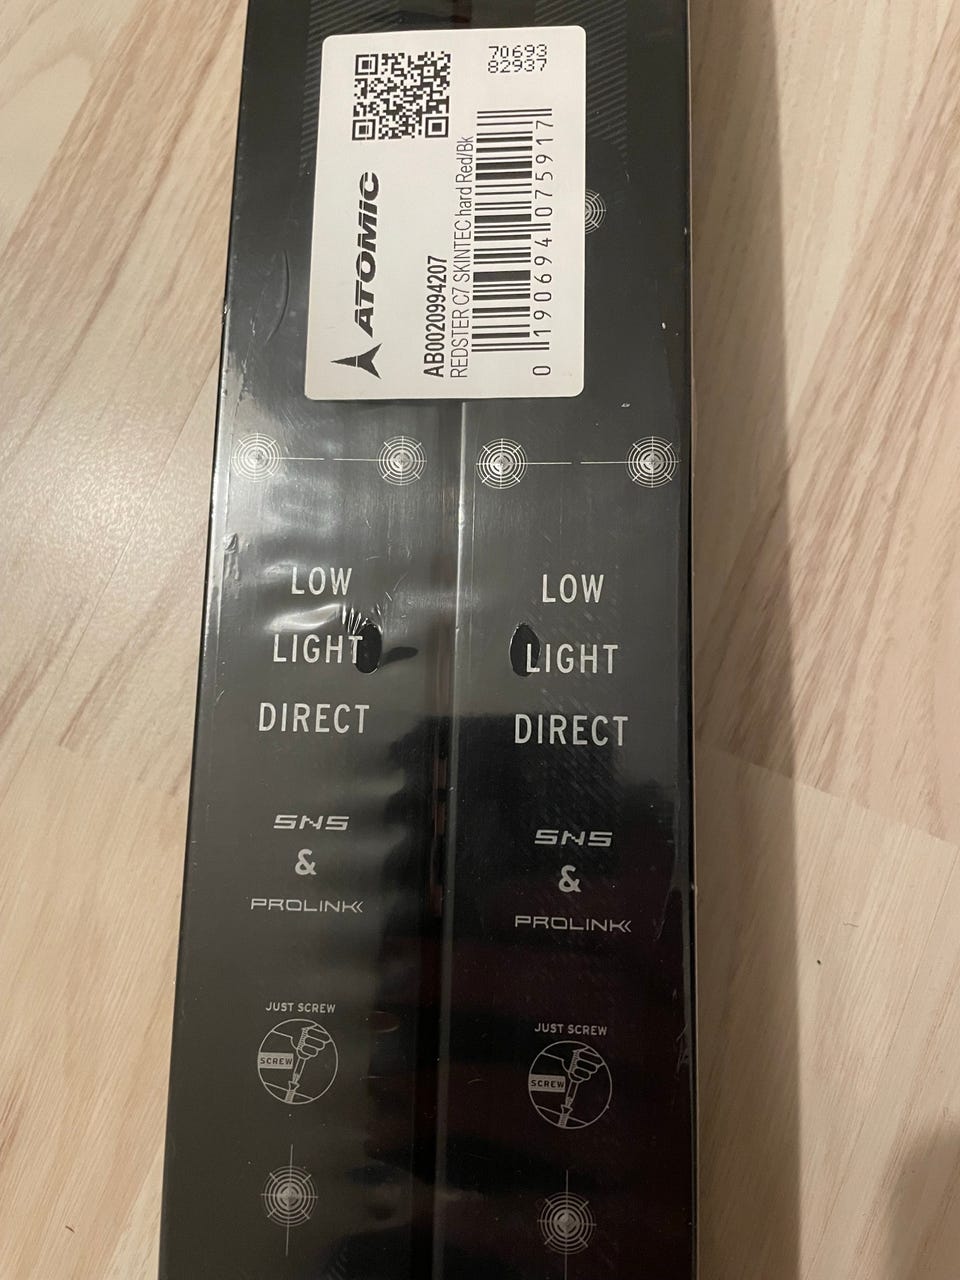 70693
82937
ATOMIC
AB0020994207
REDSTER C7 SKINTEC hard Red/Bk
0 190694 075917
LOW
LIGHT
DIRECT
SNS
&
PROLINK
JUST SCREW
SCREW
LOW
LIGHT
DIRECT
SNS
&
PROLINK
JUST SCREW
SCREW